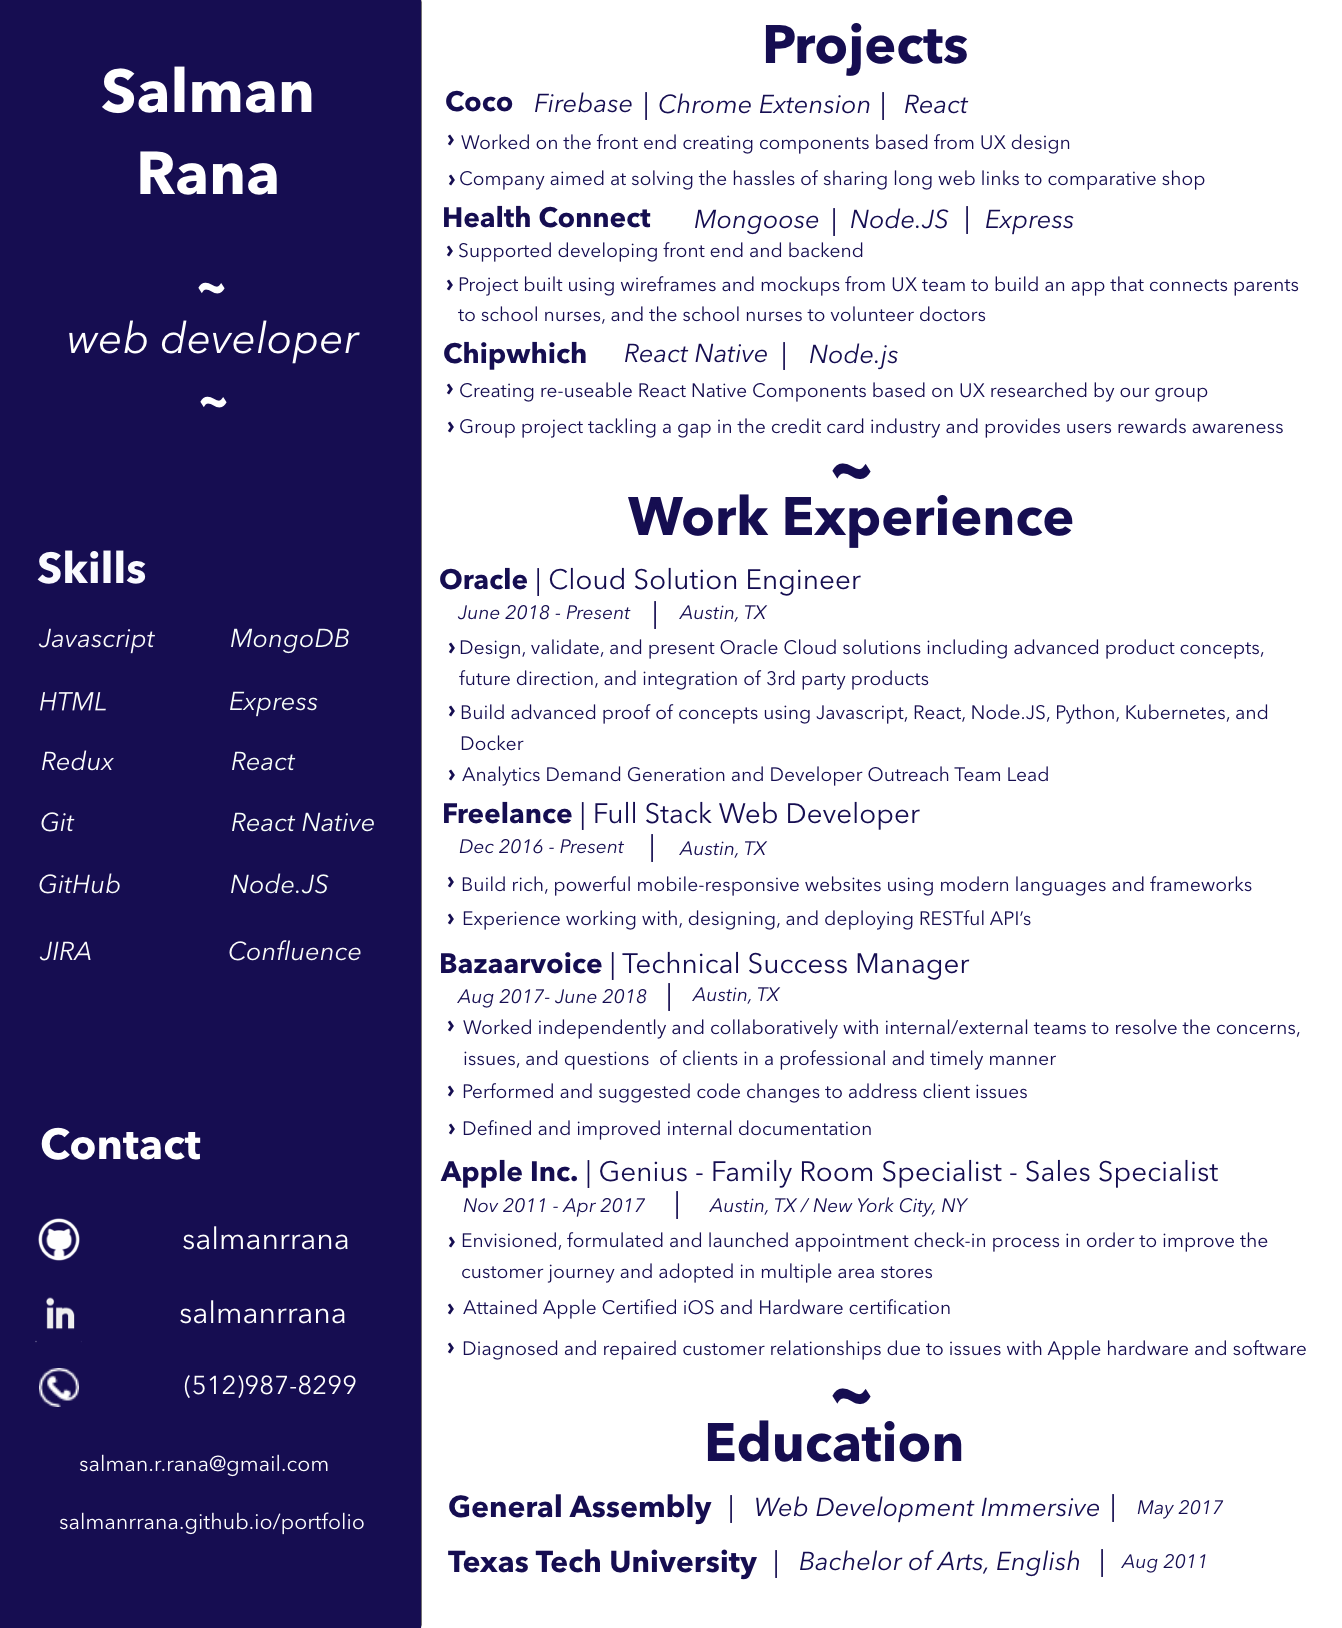 Salman
Rana
~
web developer
~
Skills
Javascript MongoDB
HTML Express
Redux React
Git React Native
GitHub Node.JS
JIRA Confluence
Contact
salmanrrana
in salmanrrana
(512)987-8299
salman.r.rana@gmail.com
salmanrrana.github.io/portfolio
Projects
Coco Firebase | Chrome Extension | React
› Worked on the front end creating components based from UX design
› Company aimed at solving the hassles of sharing long web links to comparative shop
Health Connect Mongoose | Node.JS | Express
› Supported developing front end and backend
› Project built using wireframes and mockups from UX team to build an app that connects parents
to school nurses, and the school nurses to volunteer doctors
Chipwhich React Native | Node.js
› Creating re-useable React Native Components based on UX researched by our group
› Group project tackling a gap in the credit card industry and provides users rewards awareness
~
Work Experience
Oracle | Cloud Solution Engineer
June 2018 - Present | Austin, TX
› Design, validate, and present Oracle Cloud solutions including advanced product concepts,
future direction, and integration of 3rd party products
› Build advanced proof of concepts using Javascript, React, Node.JS, Python, Kubernetes, and
Docker
› Analytics Demand Generation and Developer Outreach Team Lead
Freelance | Full Stack Web Developer
Dec 2016 - Present | Austin, TX
› Build rich, powerful mobile-responsive websites using modern languages and frameworks
› Experience working with, designing, and deploying RESTful API’s
Bazaarvoice | Technical Success Manager
Aug 2017- June 2018 | Austin, TX
› Worked independently and collaboratively with internal/external teams to resolve the concerns,
issues, and questions  of clients in a professional and timely manner
› Performed and suggested code changes to address client issues
› Defined and improved internal documentation
Apple Inc. | Genius - Family Room Specialist - Sales Specialist
Nov 2011 - Apr 2017 | Austin, TX / New York City, NY
› Envisioned, formulated and launched appointment check-in process in order to improve the
customer journey and adopted in multiple area stores
› Attained Apple Certified iOS and Hardware certification
› Diagnosed and repaired customer relationships due to issues with Apple hardware and software
~
Education
General Assembly | Web Development Immersive | May 2017
Texas Tech University | Bachelor of Arts, English | Aug 2011